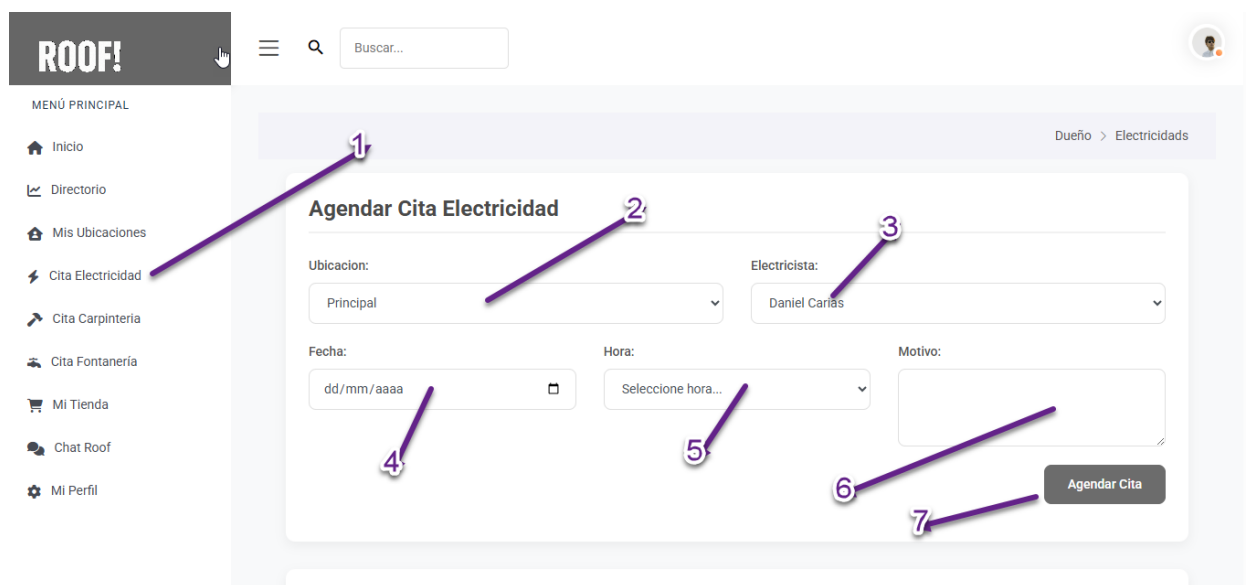 ROOF!
Buscar...
MENÚ PRINCIPAL
Inicio
Directorio
Mis Ubicaciones
Cita Electricidad
Cita Carpinteria
Cita Fontanería
Mi Tienda
Chat Roof
Mi Perfil
1
Dueño > Electricidads
Agendar Cita Electricidad
2
3
Ubicacion:
Electricista:
Principal
Daniel Carias
Fecha:
Hora:
Motivo:
dd/mm/aaaa
Seleccione hora...
4
5
6
Agendar Cita
7